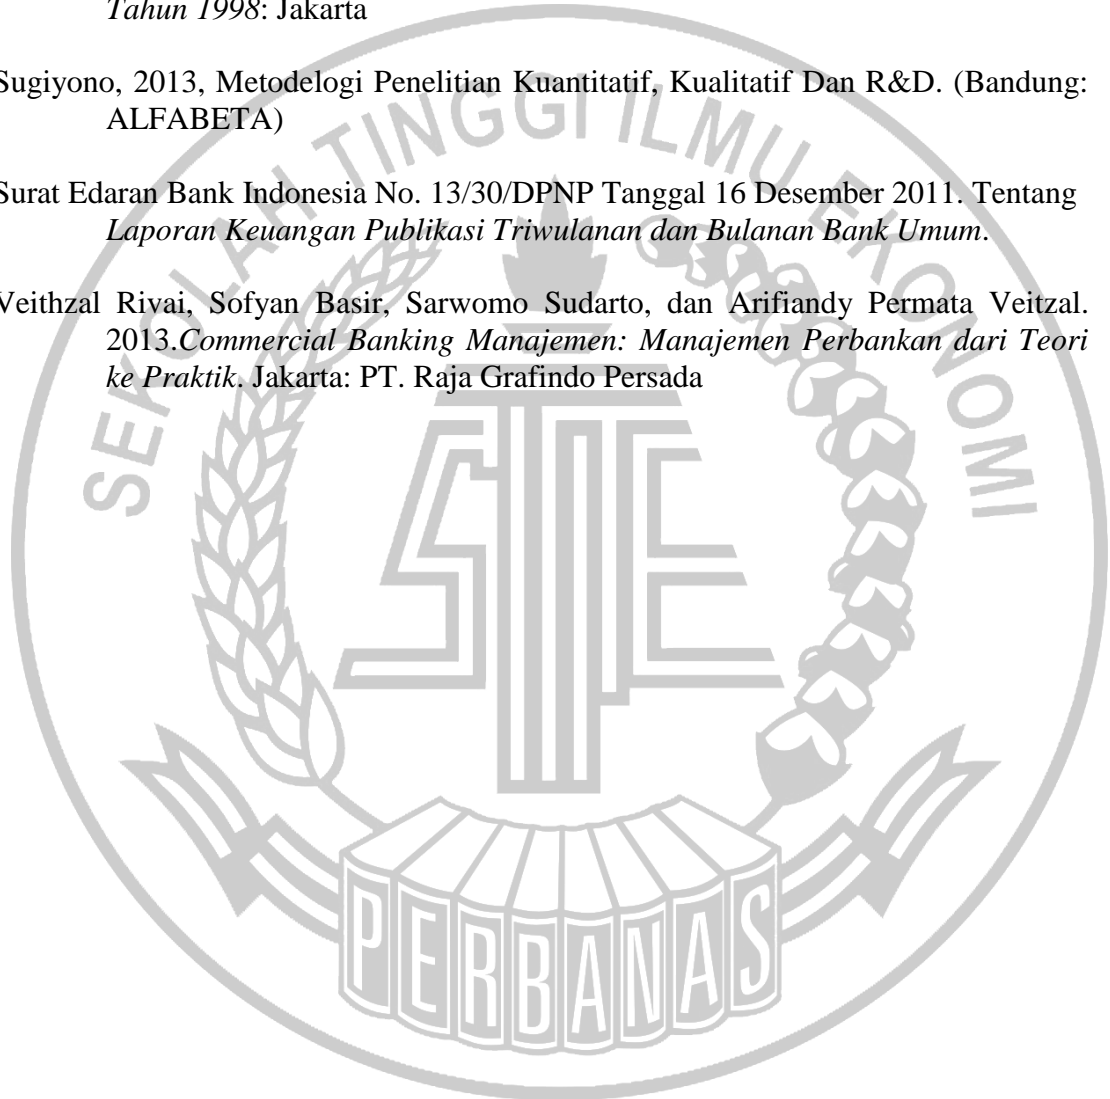 Tahun 1998: Jakarta
Sugiyono, 2013, Metodelogi Penelitian Kuantitatif, Kualitatif Dan R&D. (Bandung:
ALFABETA)
Surat Edaran Bank Indonesia No. 13/30/DPNP Tanggal 16 Desember 2011. Tentang
Laporan Keuangan Publikasi Triwulanan dan Bulanan Bank Umum.
Veithzal Rivai, Sofyan Basir, Sarwomo Sudarto, dan Arifiandy Permata Veitzal.
2013.Commercial Banking Manajemen: Manajemen Perbankan dari Teori
ke Praktik. Jakarta: PT. Raja Grafindo Persada
SEKOLAH TINGGI ILMU EKONOMI
STIE
PERBANAS